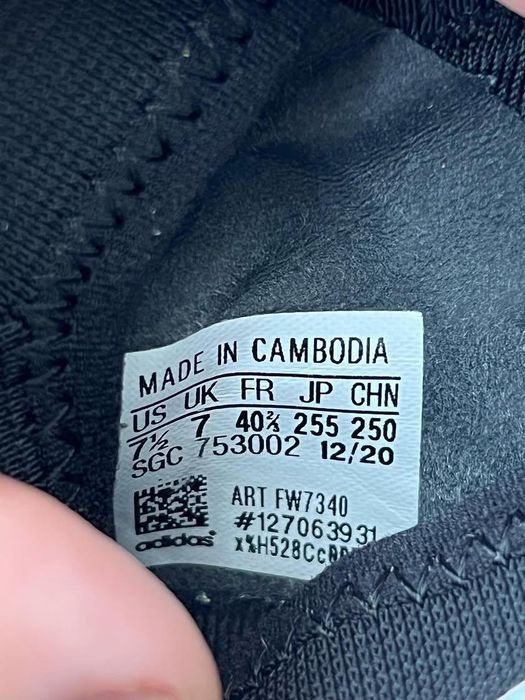 MADE IN CAMBODIA
US UK FR JP CHN
7½ 7 40⅔ 255 250
SGC 753002 12/20
ART FW7340
#127063931
adidas